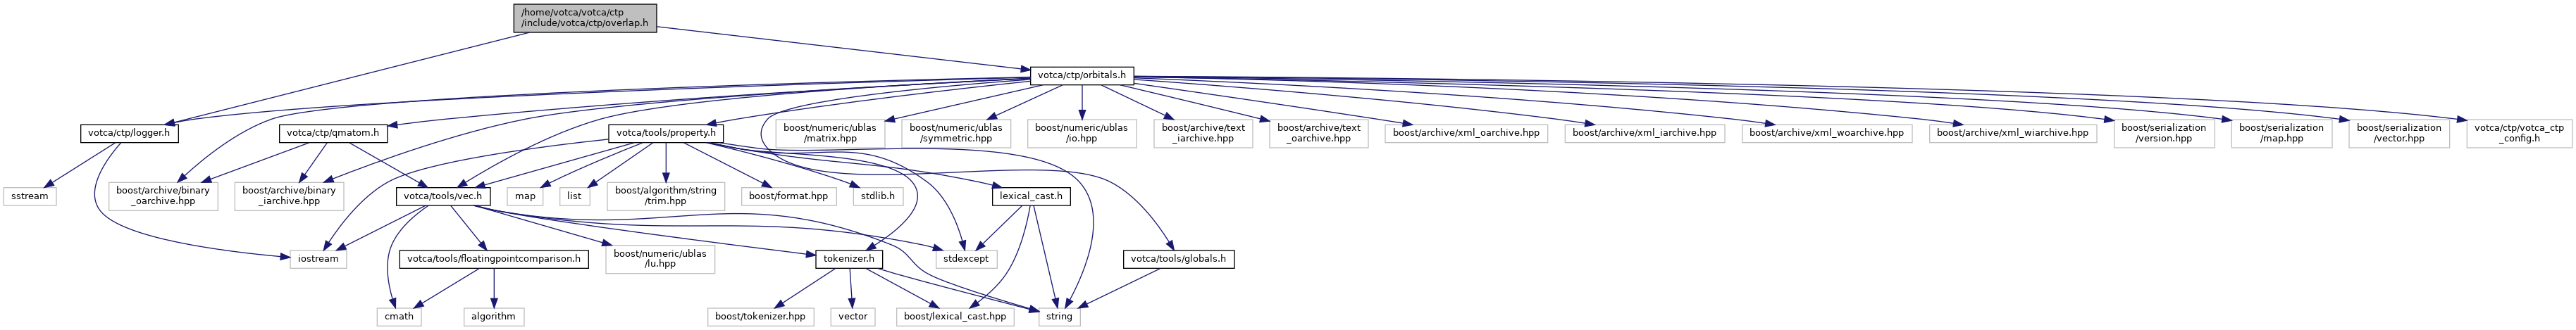 /home/votca/votca/ctp
/include/votca/ctp/overlap.h
votca/ctp/orbitals.h
votca/ctp/logger.h
votca/ctp/qmatom.h
votca/tools/property.h
boost/numeric/ublas
/matrix.hpp
boost/numeric/ublas
/symmetric.hpp
boost/numeric/ublas
/io.hpp
boost/archive/text
_iarchive.hpp
boost/archive/text
_oarchive.hpp
boost/archive/xml_oarchive.hpp
boost/archive/xml_iarchive.hpp
boost/archive/xml_woarchive.hpp
boost/archive/xml_wiarchive.hpp
boost/serialization
/version.hpp
boost/serialization
/map.hpp
boost/serialization
/vector.hpp
votca/ctp/votca_ctp
_config.h
sstream
boost/archive/binary
_oarchive.hpp
boost/archive/binary
_iarchive.hpp
votca/tools/vec.h
map
list
boost/algorithm/string
/trim.hpp
boost/format.hpp
stdlib.h
lexical_cast.h
iostream
votca/tools/floatingpointcomparison.h
boost/numeric/ublas
/lu.hpp
tokenizer.h
stdexcept
votca/tools/globals.h
cmath
algorithm
boost/tokenizer.hpp
vector
boost/lexical_cast.hpp
string